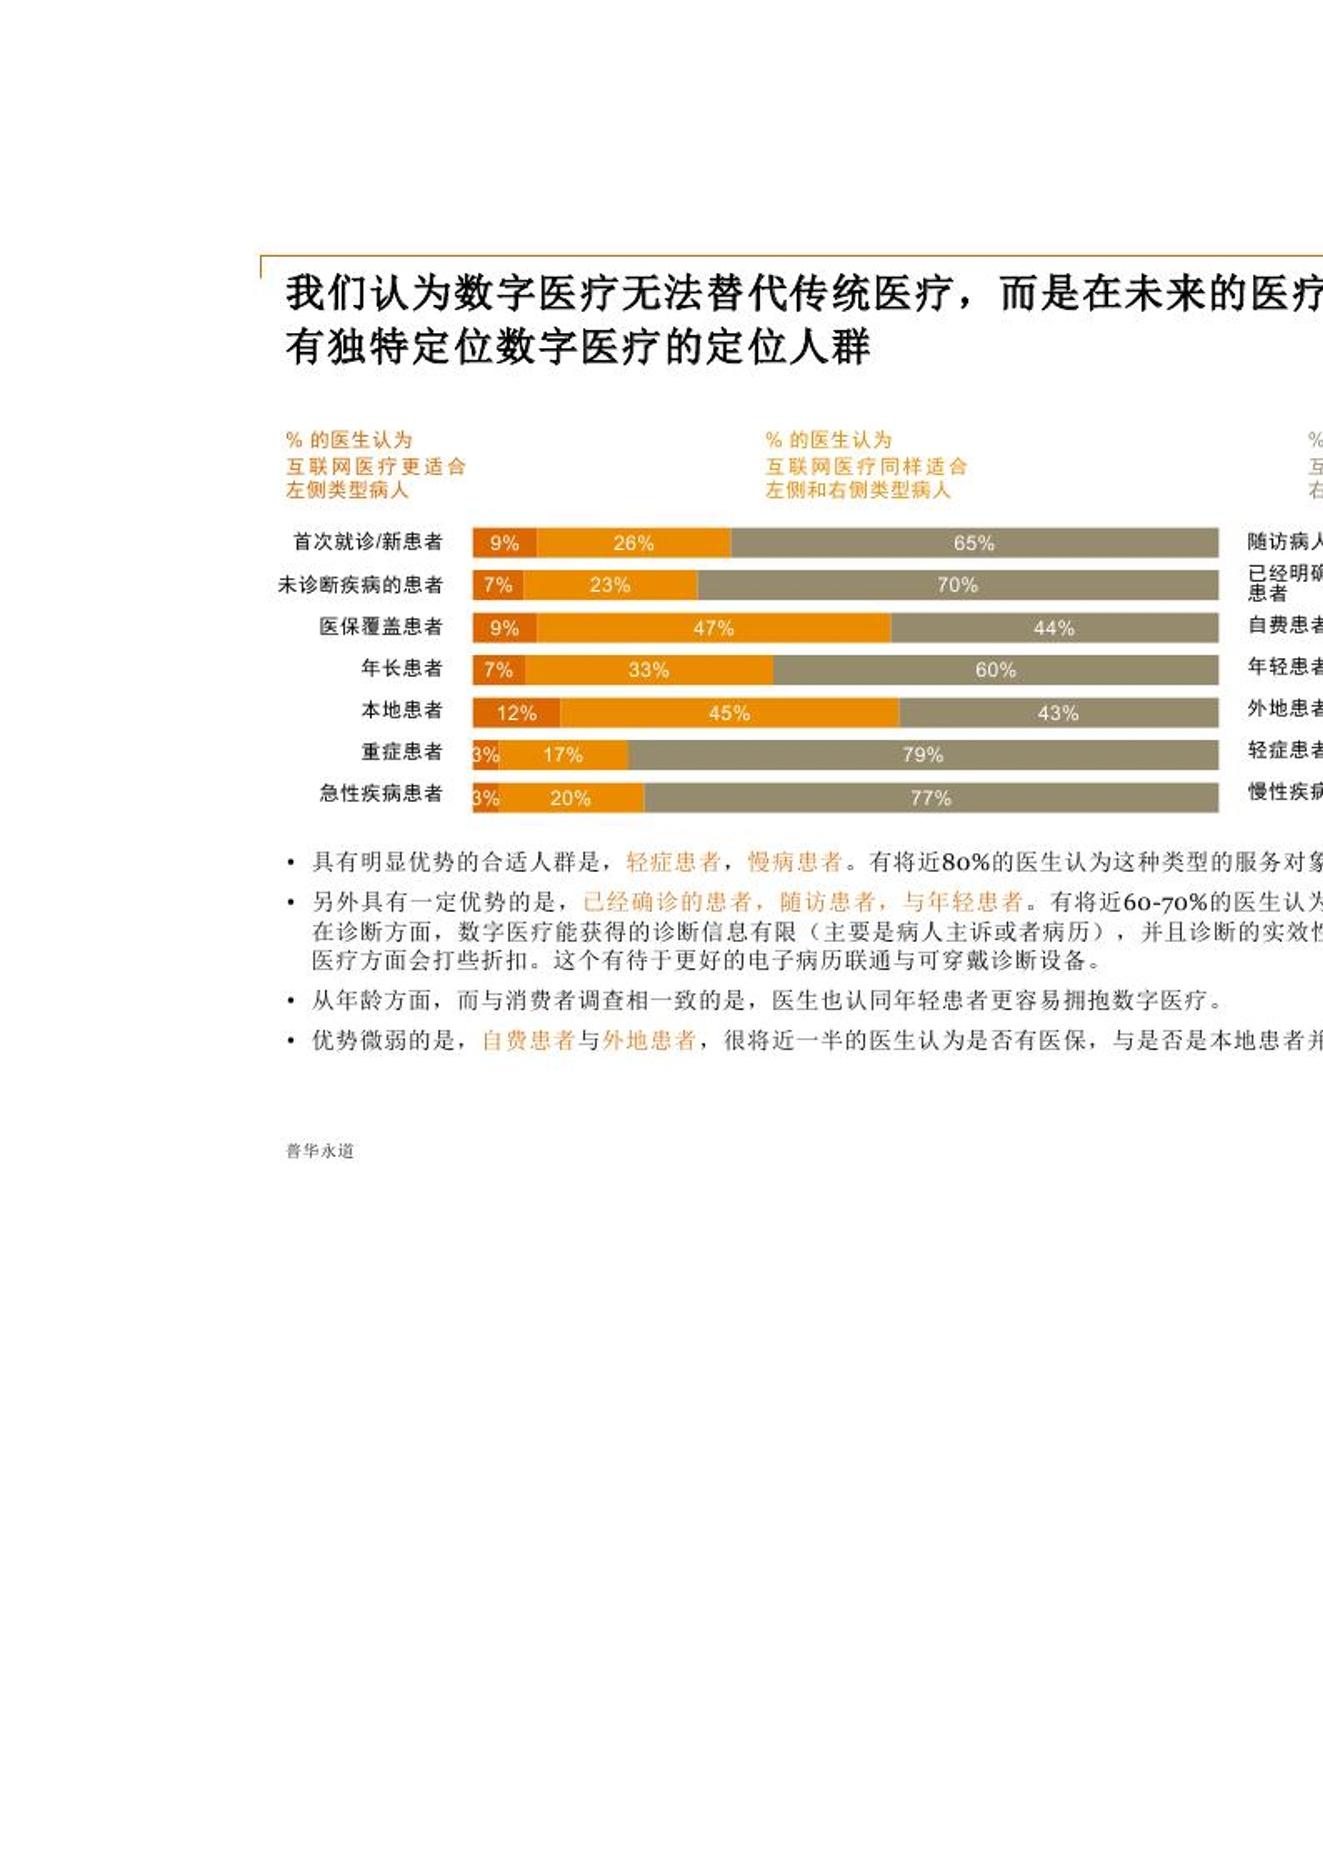 我们认为数字医疗无法替代传统医疗，而是在未来的医疗
有独特定位数字医疗的定位人群
% 的医生认为
互联网医疗更适合
左侧类型病人
% 的医生认为
互联网医疗同样适合
左侧和右侧类型病人
%
互
右
首次就诊/新患者 9% 26% 65% 随访病人
未诊断疾病的患者 7% 23% 70% 已经明确
患者
医保覆盖患者 9% 47% 44% 自费患者
年长患者 7% 33% 60% 年轻患者
本地患者 12% 45% 43% 外地患者
重症患者 3% 17% 79% 轻症患者
急性疾病患者 3% 20% 77% 慢性疾病
• 具有明显优势的合适人群是，轻症患者，慢病患者。有将近80%的医生认为这种类型的服务对象
• 另外具有一定优势的是，已经确诊的患者，随访患者，与年轻患者。有将近60-70%的医生认为
在诊断方面，数字医疗能获得的诊断信息有限（主要是病人主诉或者病历），并且诊断的实效性
医疗方面会打些折扣。这个有待于更好的电子病历联通与可穿戴诊断设备。
• 从年龄方面，而与消费者调查相一致的是，医生也认同年轻患者更容易拥抱数字医疗。
• 优势微弱的是，自费患者与外地患者，很将近一半的医生认为是否有医保，与是否是本地患者并
普华永道